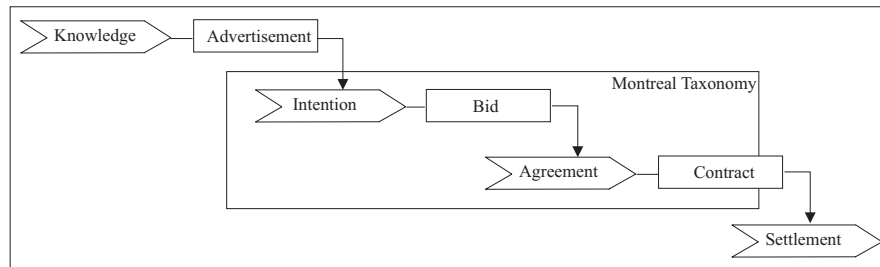 Knowledge
Advertisement
Montreal Taxonomy
Intention
Bid
Agreement
Contract
Settlement